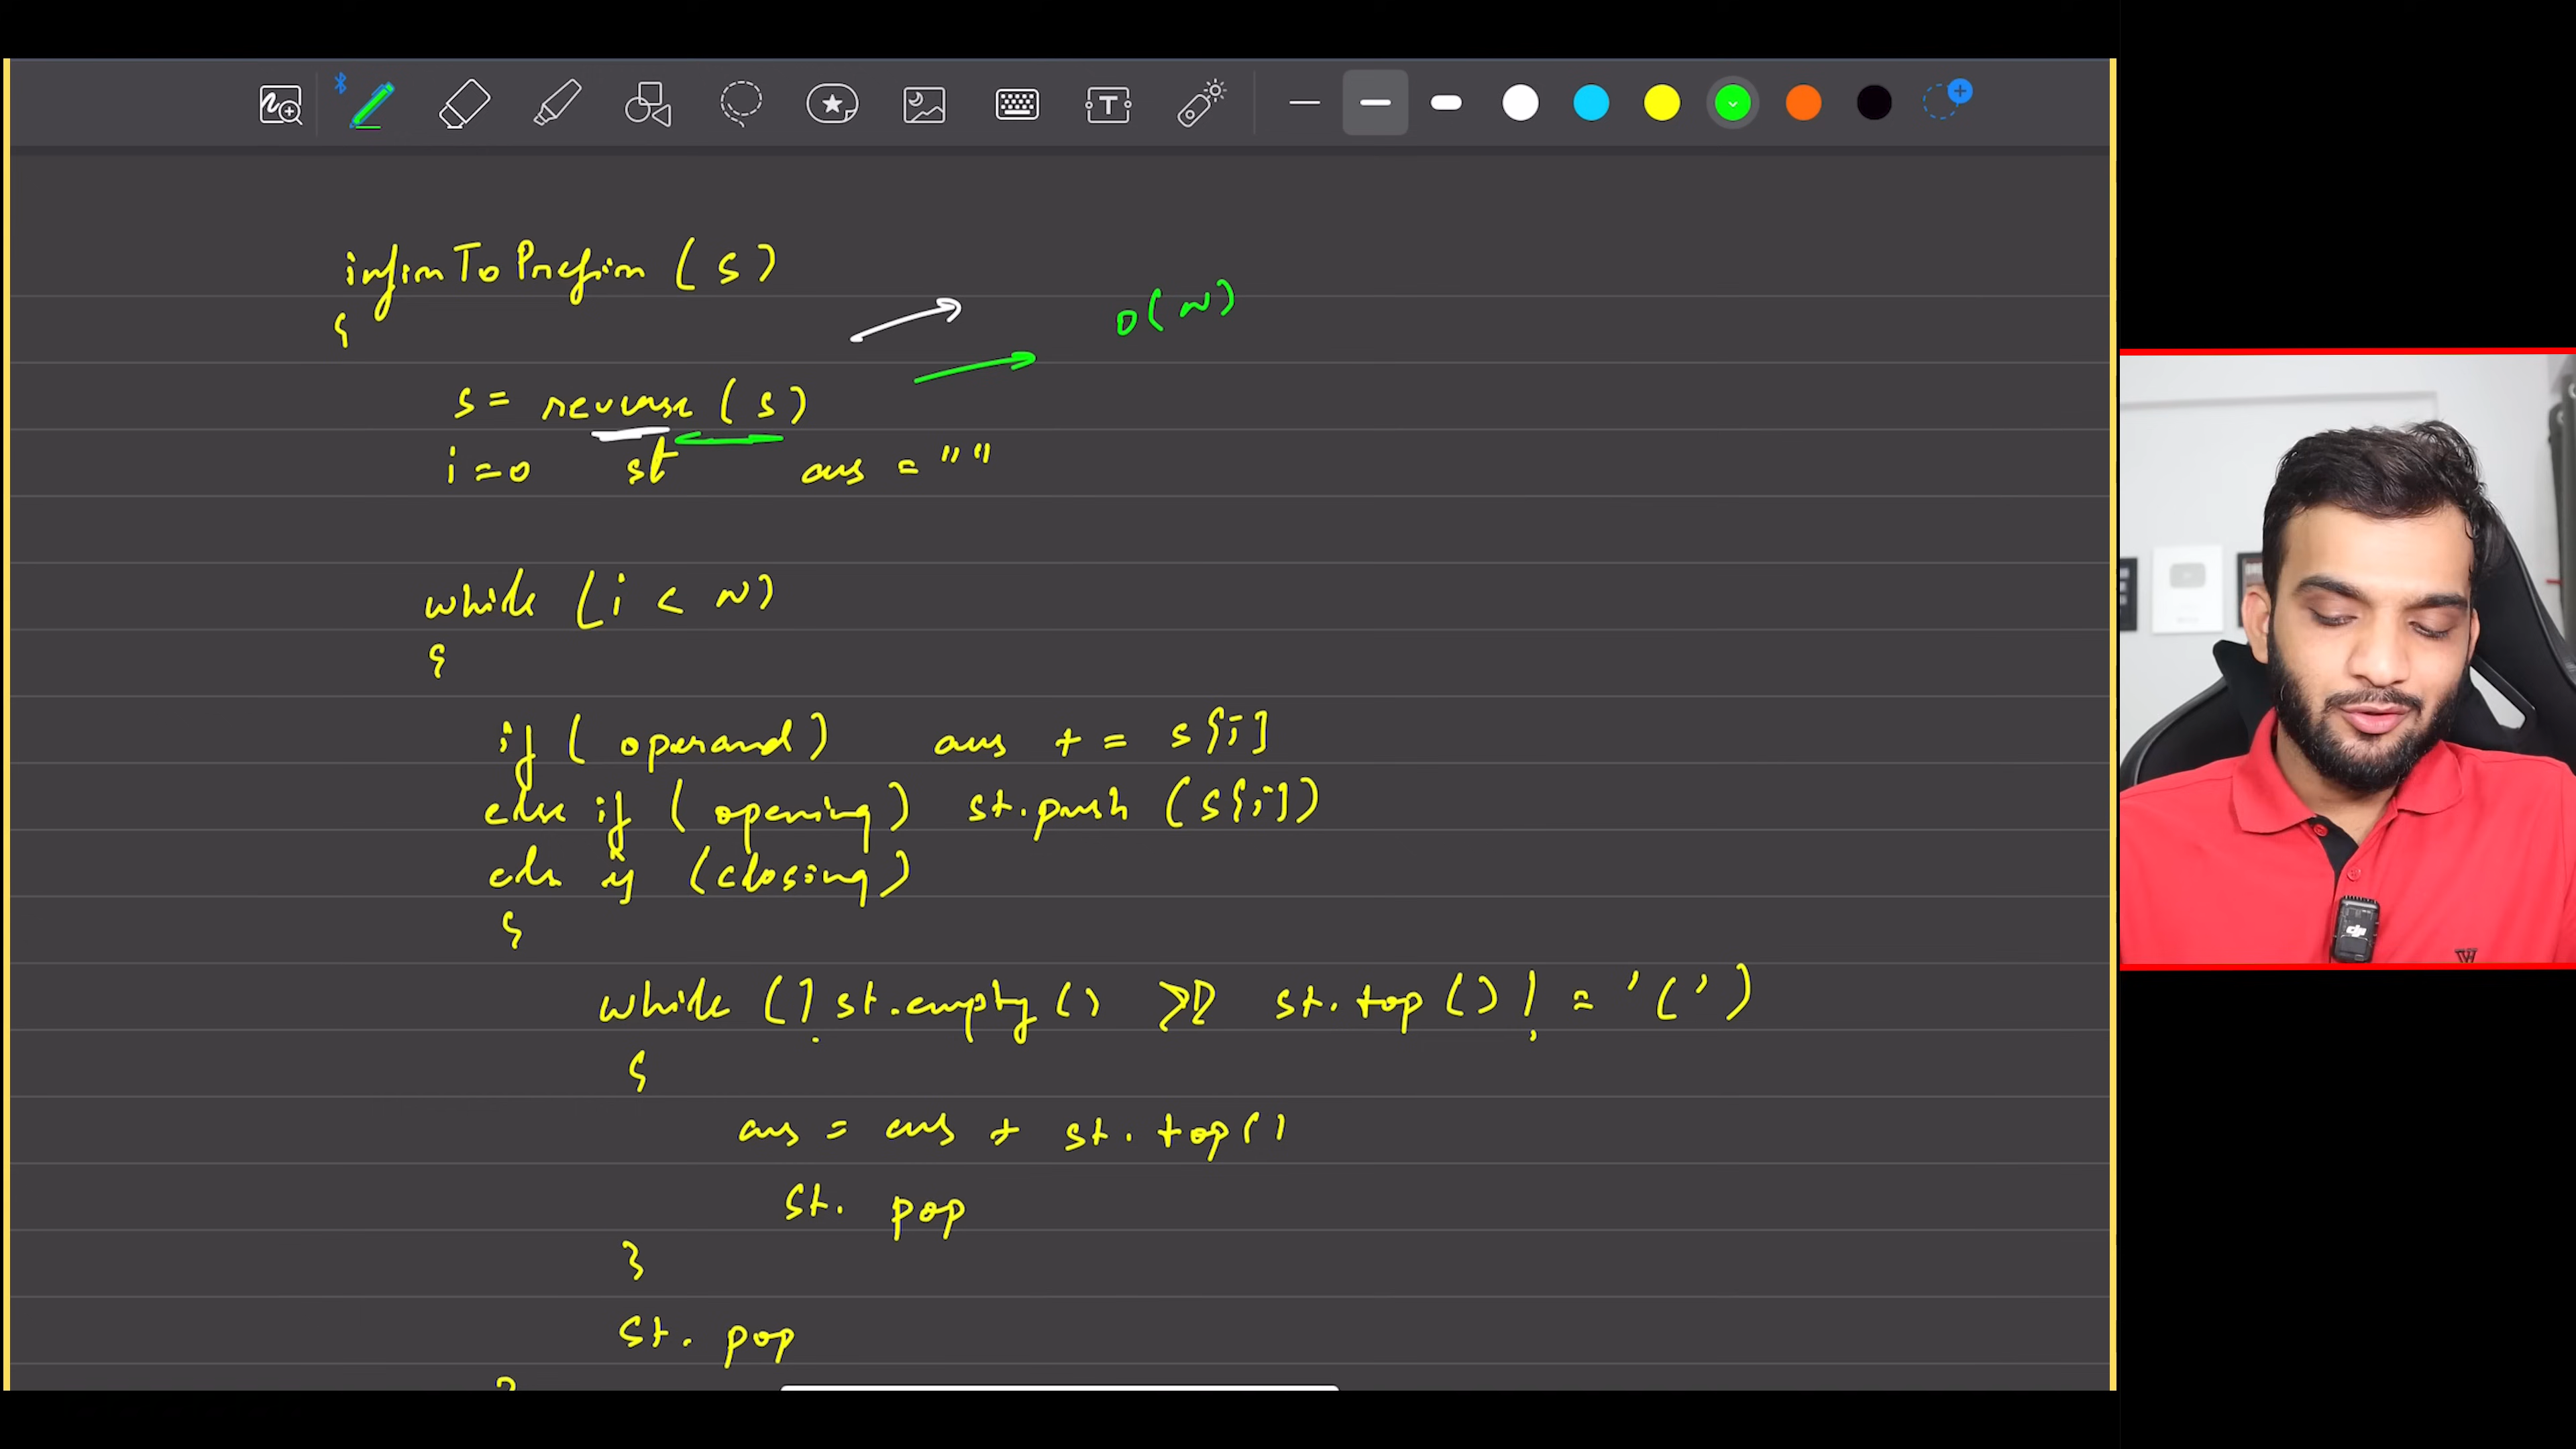 infixToPrefix (s)
{
O(N)
s = reverse (s)
i = 0 st ans = " "
while (i < N)
{
if ( operand) ans + = s[i]
else if ( opening) st.push (s[i])
else if (closing)
{
while (! st.empty() && st.top() ! = '(')
{
ans = ans + st. top()
st. pop
}
st. pop
}